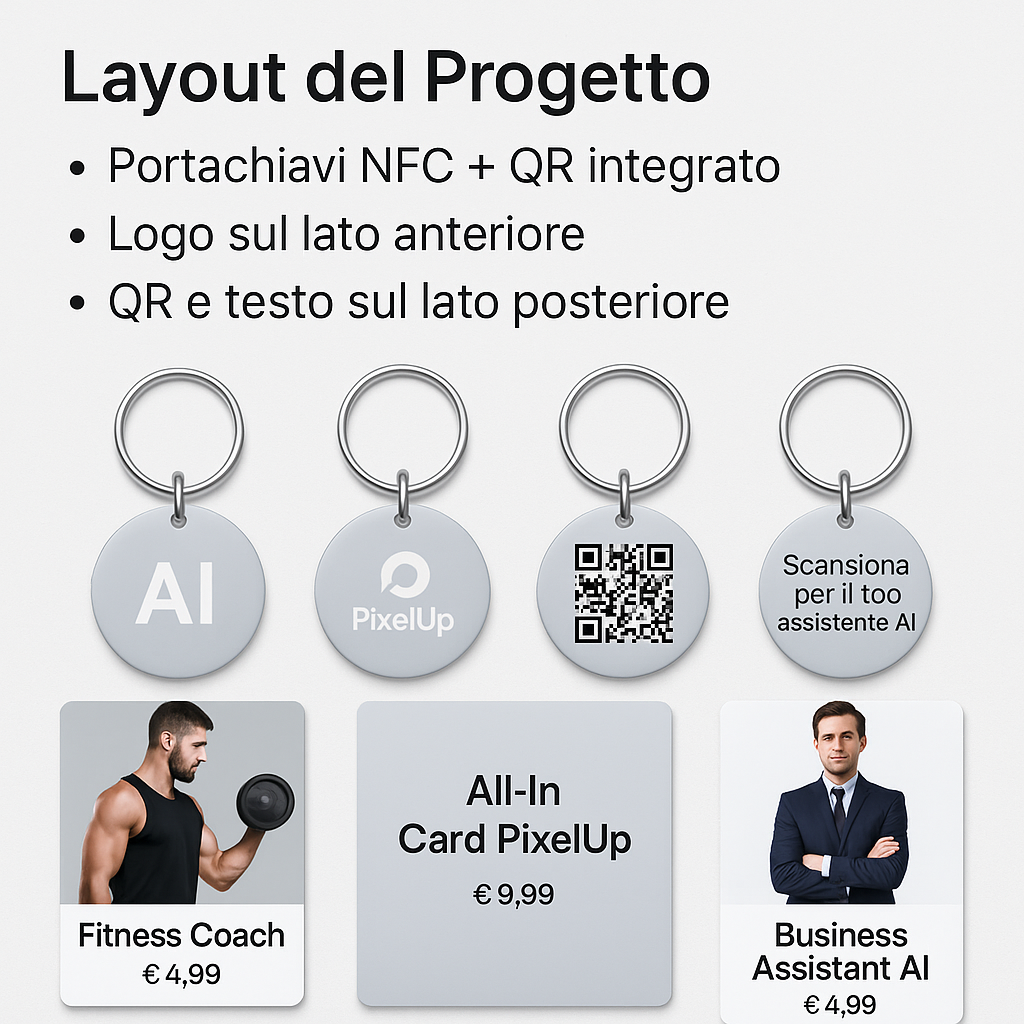 Layout del Progetto
• Portachiavi NFC + QR integrato
• Logo sul lato anteriore
• QR e testo sul lato posteriore
AI
PixelUp
Scansiona
per il too
assistente AI
Fitness Coach
€ 4,99
All-In
Card PixelUp
€ 9,99
Business
Assistant AI
€ 4,99